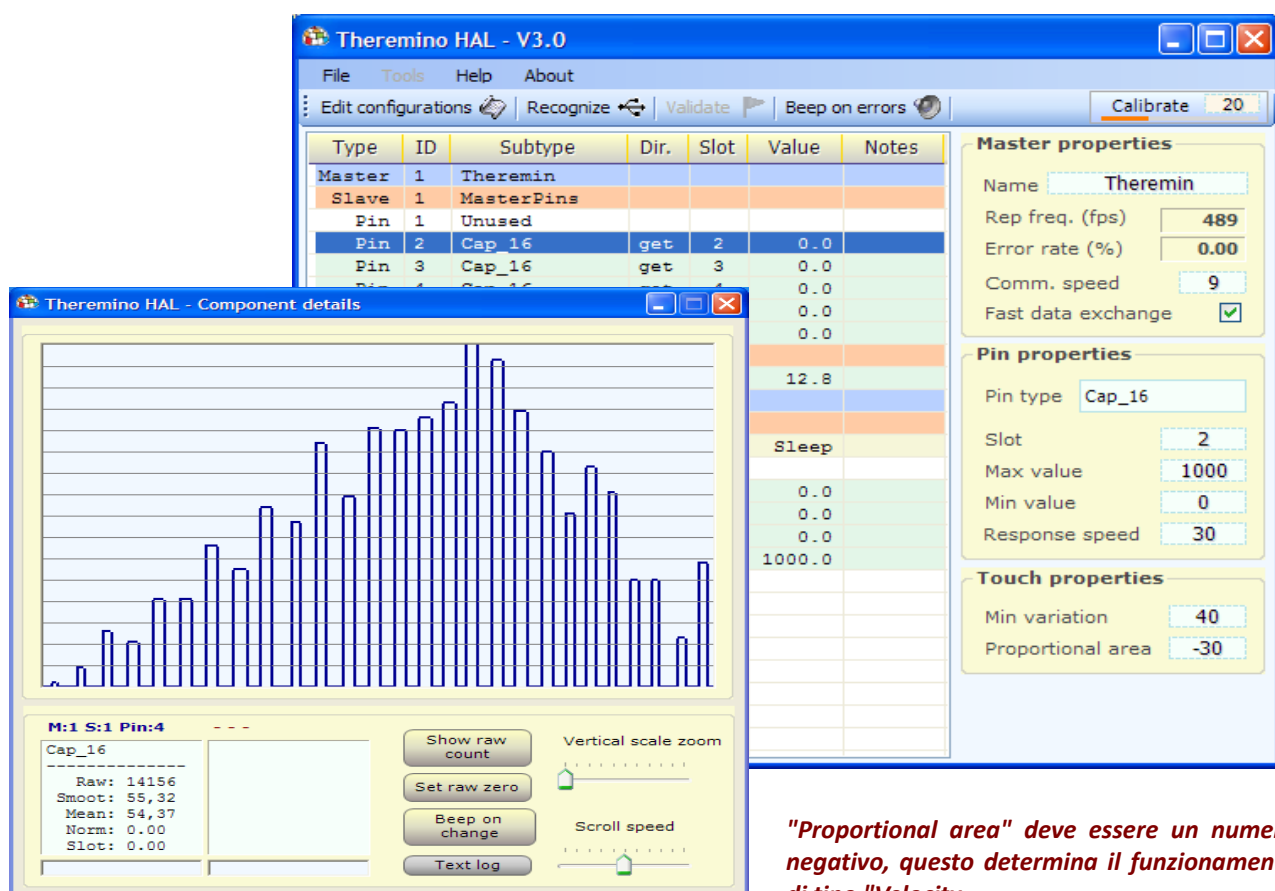 Theremino HAL - V3.0
File Tools Help About
Edit configurations Recognize Validate Beep on errors Calibrate 20
Type ID Subtype Dir. Slot Value Notes
Master 1 Theremin
Slave 1 MasterPins
Pin 1 Unused
Pin 2 Cap_16 get 2 0.0
Pin 3 Cap_16 get 3 0.0
0.0
0.0
0.0
12.8
Sleep
0.0
0.0
0.0
1000.0
Master properties
Name Theremin
Rep freq. (fps) 489
Error rate (%) 0.00
Comm. speed 9
Fast data exchange
Pin properties
Pin type Cap_16
Slot 2
Max value 1000
Min value 0
Response speed 30
Touch properties
Min variation 40
Proportional area -30
Theremino HAL - Component details
M:1 S:1 Pin:4 - - -
Cap_16
--------------
Raw: 14156
Smoot: 55,32
Mean: 54,37
Norm: 0.00
Slot: 0.00
Show raw
count
Set raw zero
Beep on
change
Text log
Vertical scale zoom
Scroll speed
"Proportional area" deve essere un numer
negativo, questo determina il funzionamen
di tipo "Velocity